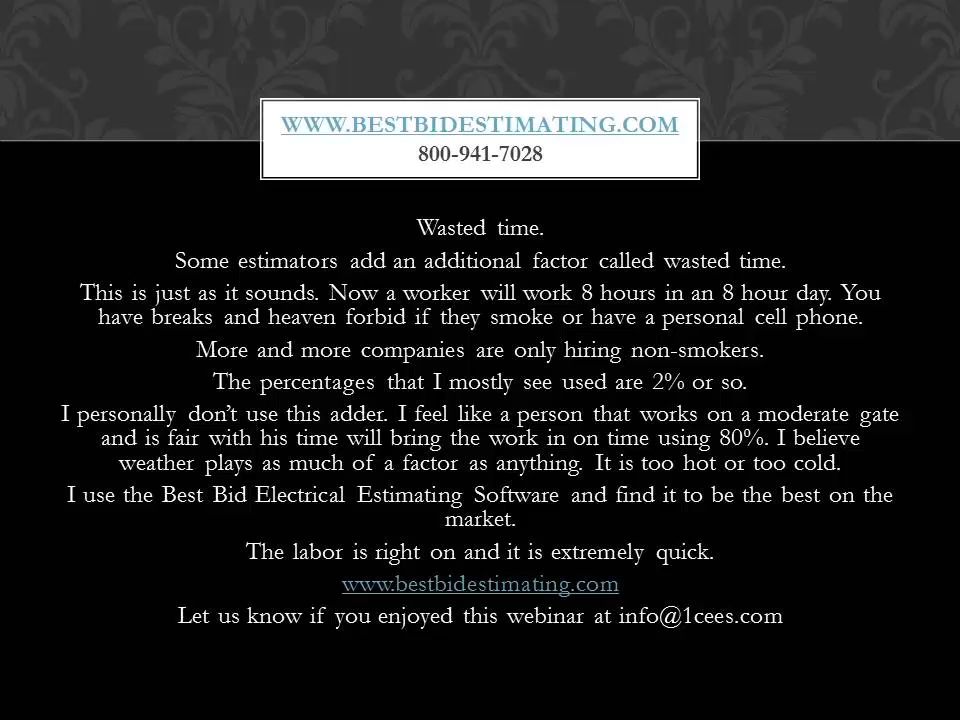 WWW.BESTBIDESTIMATING.COM
800-941-7028
Wasted time.
Some estimators add an additional factor called wasted time.
This is just as it sounds. Now a worker will work 8 hours in an 8 hour day. You
have breaks and heaven forbid if they smoke or have a personal cell phone.
More and more companies are only hiring non-smokers.
The percentages that I mostly see used are 2% or so.
I personally don't use this adder. I feel like a person that works on a moderate gate
and is fair with his time will bring the work in on time using 80%. I believe
weather plays as much of a factor as anything. It is too hot or too cold.
I use the Best Bid Electrical Estimating Software and find it to be the best on the
market.
The labor is right on and it is extremely quick.
www.bestbidestimating.com
Let us know if you enjoyed this webinar at info@1cees.com